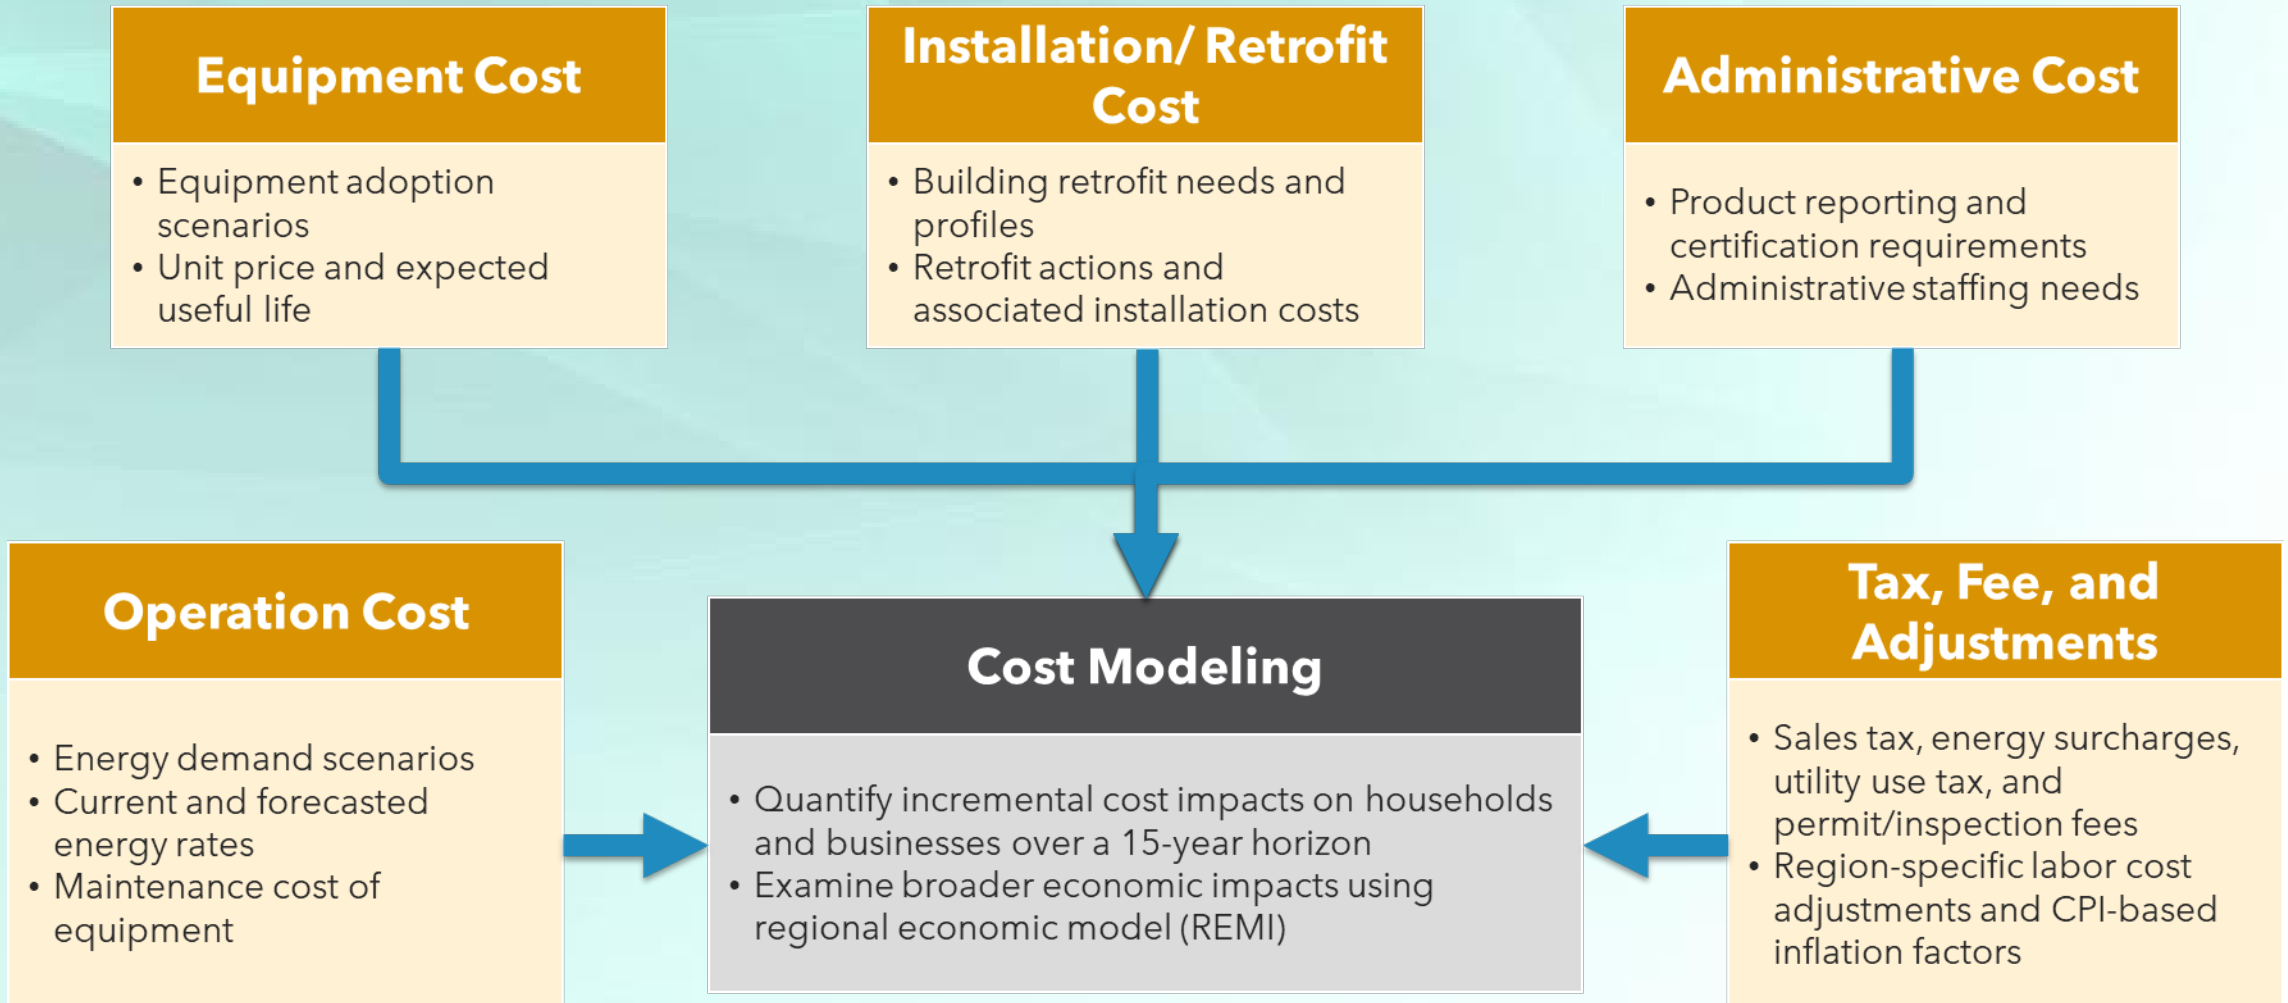 Equipment Cost
• Equipment adoption
scenarios
• Unit price and expected
useful life
Installation/ Retrofit
Cost
• Building retrofit needs and
profiles
• Retrofit actions and
associated installation costs
Administrative Cost
• Product reporting and
certification requirements
• Administrative staffing needs
Operation Cost
• Energy demand scenarios
• Current and forecasted
energy rates
• Maintenance cost of
equipment
Cost Modeling
• Quantify incremental cost impacts on households
and businesses over a 15-year horizon
• Examine broader economic impacts using
regional economic model (REMI)
Tax, Fee, and
Adjustments
• Sales tax, energy surcharges,
utility use tax, and
permit/inspection fees
• Region-specific labor cost
adjustments and CPI-based
inflation factors